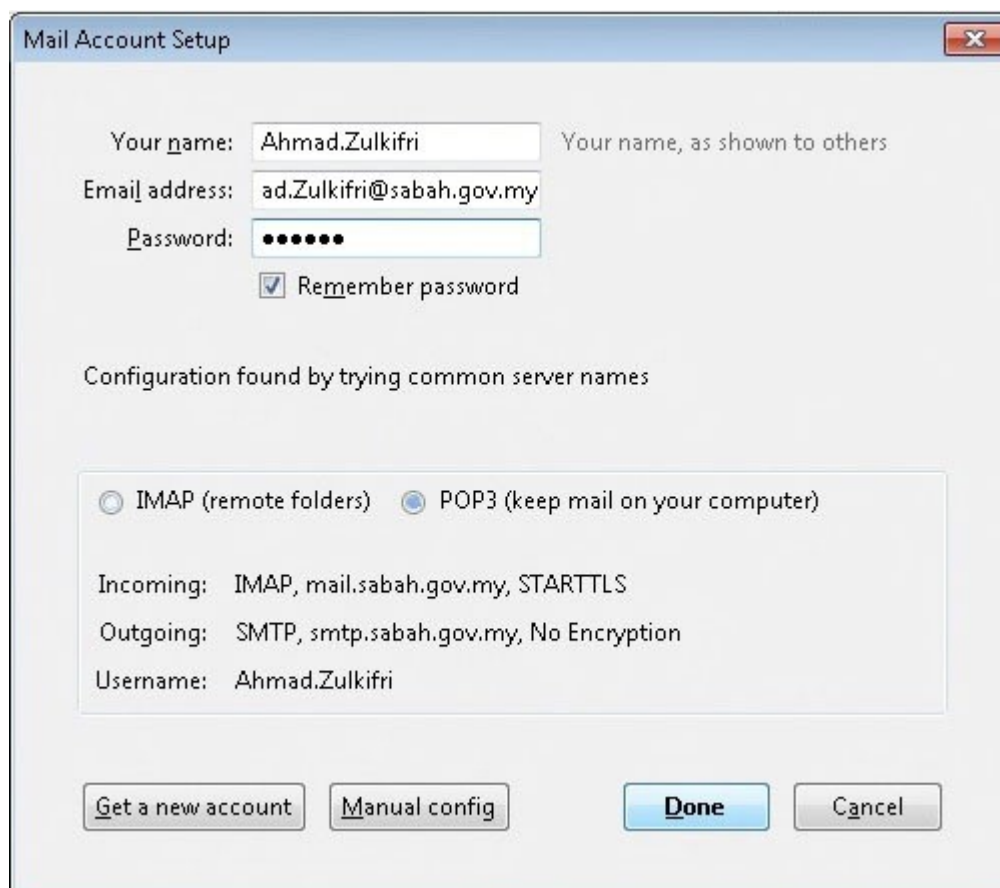 Mail Account Setup
Your name: Ahmad.Zulkifri Your name, as shown to others
Email address: ad.Zulkifri@sabah.gov.my
Password: ••••••
Remember password
Configuration found by trying common server names
IMAP (remote folders) POP3 (keep mail on your computer)
Incoming: IMAP, mail.sabah.gov.my, STARTTLS
Outgoing: SMTP, smtp.sabah.gov.my, No Encryption
Username: Ahmad.Zulkifri
Get a new account Manual config Done Cancel